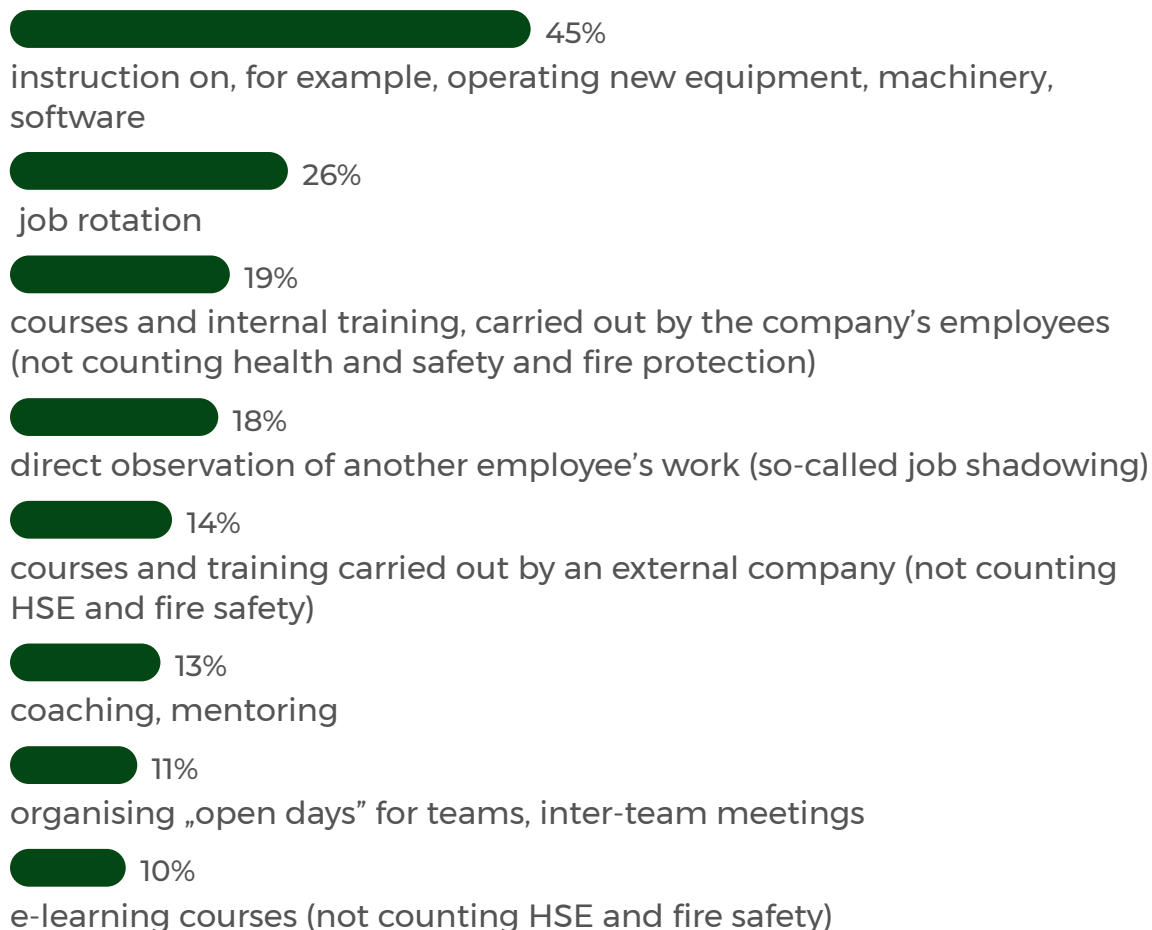 45%
instruction on, for example, operating new equipment, machinery,
software
26%
job rotation
19%
courses and internal training, carried out by the company’s employees
(not counting health and safety and fire protection)
18%
direct observation of another employee’s work (so-called job shadowing)
14%
courses and training carried out by an external company (not counting
HSE and fire safety)
13%
coaching, mentoring
11%
organising „open days” for teams, inter-team meetings
10%
e-learning courses (not counting HSE and fire safety)